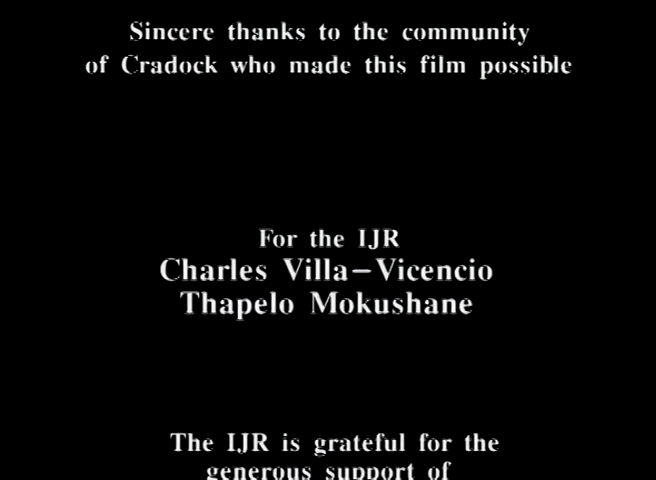 Sincere thanks to the community
of Cradock who made this film possible
For the IJR
Charles Villa-Vicencio
Thapelo Mokushane
The IJR is grateful for the
generous support of